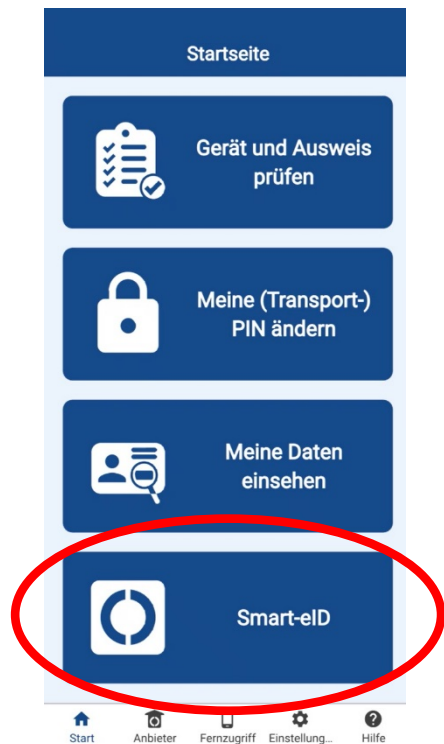 Startseite
Gerät und Ausweis
prüfen
Meine (Transport-)
PIN ändern
Meine Daten
einsehen
Smart-eID
Start Anbieter Fernzugriff Einstellung... Hilfe